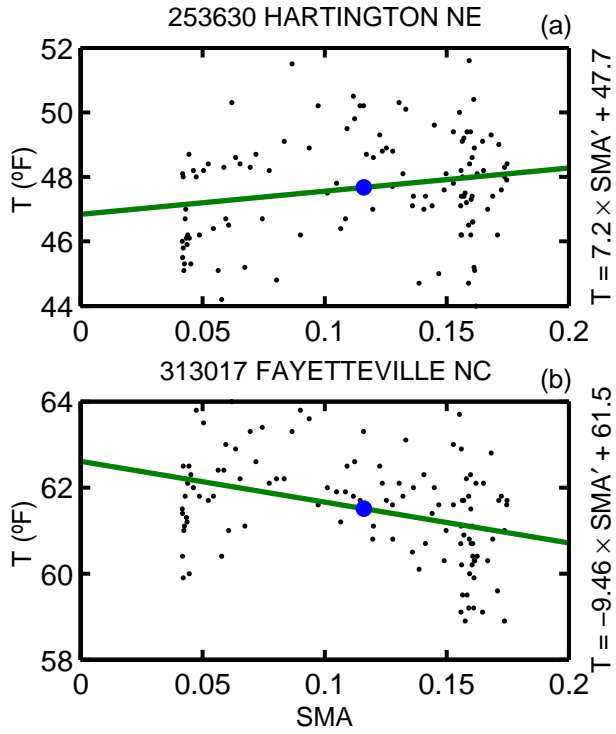 253630 HARTINGTON NE
(a)
52
50
48
46
44
T (ºF)
0
0.05
0.1
0.15
0.2
T = 7.2 × SMA′ + 47.7
313017 FAYETTEVILLE NC
(b)
64
62
60
58
T (ºF)
0
0.05
0.1
0.15
0.2
SMA
T = −9.46 × SMA′ + 61.5